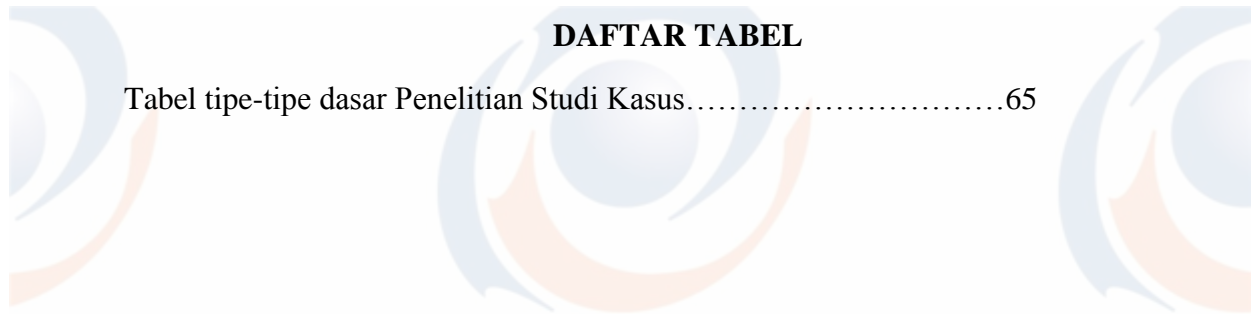 DAFTAR TABEL
Tabel tipe-tipe dasar Penelitian Studi Kasus…………………………65